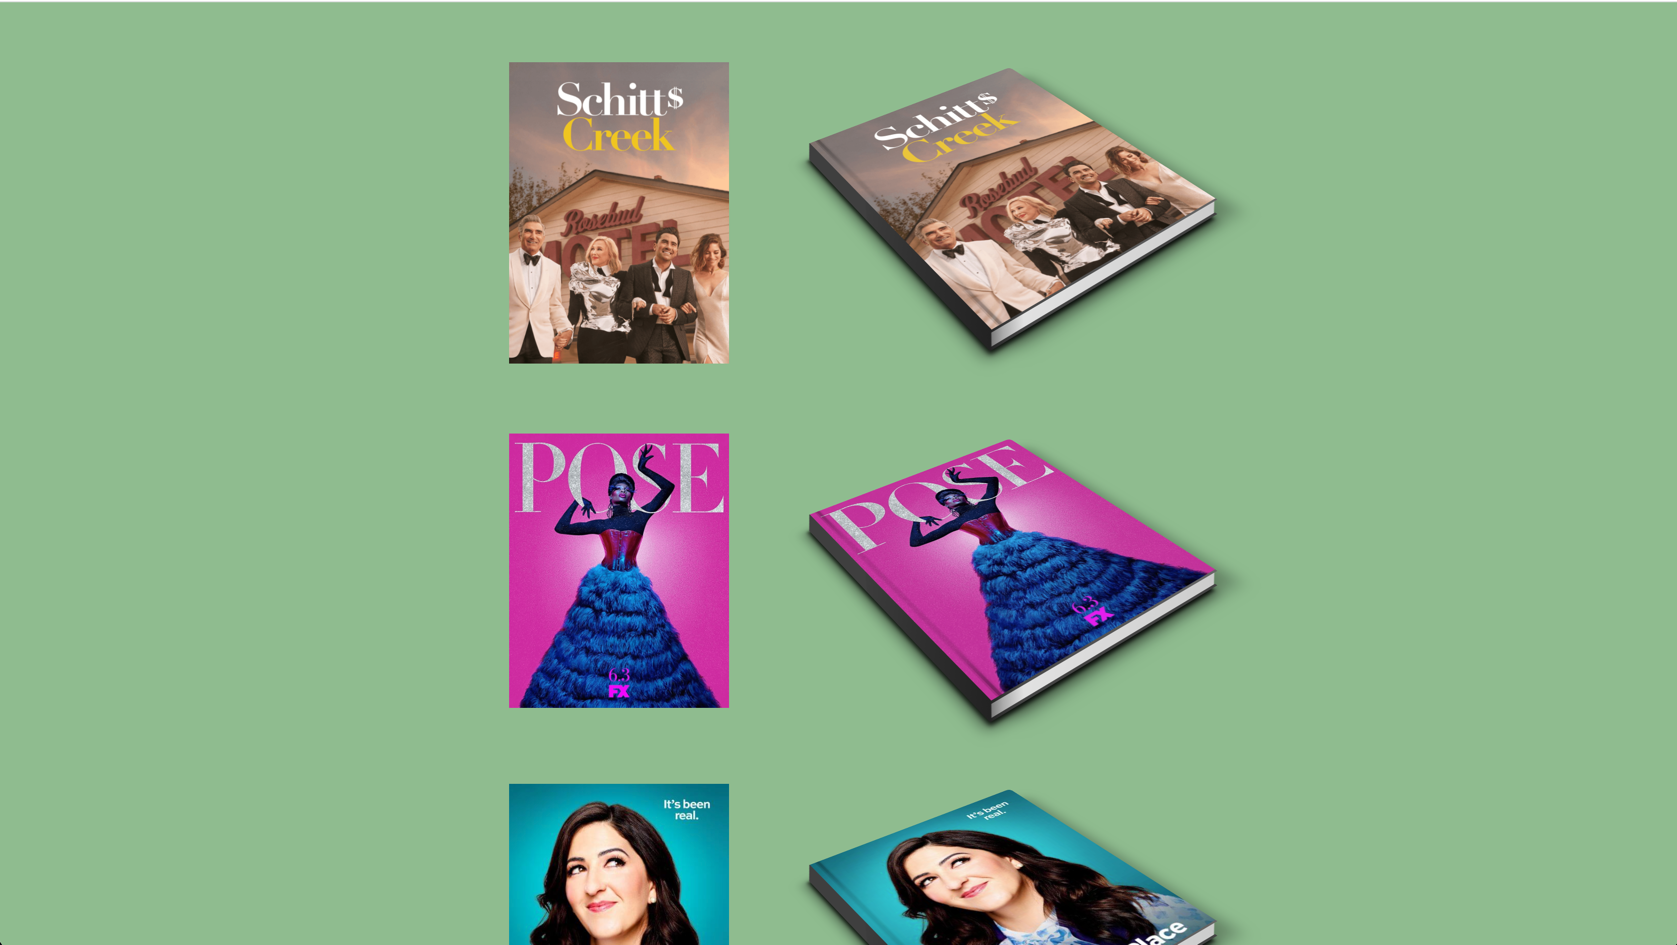 Schitt$
Creek
Rosebud
MOTEL
Schitt$
Creek
Rosebud
MOTEL
POSE
6.3
FX
POSE
6.3
FX
It's been
real.
It's been
real.
Place